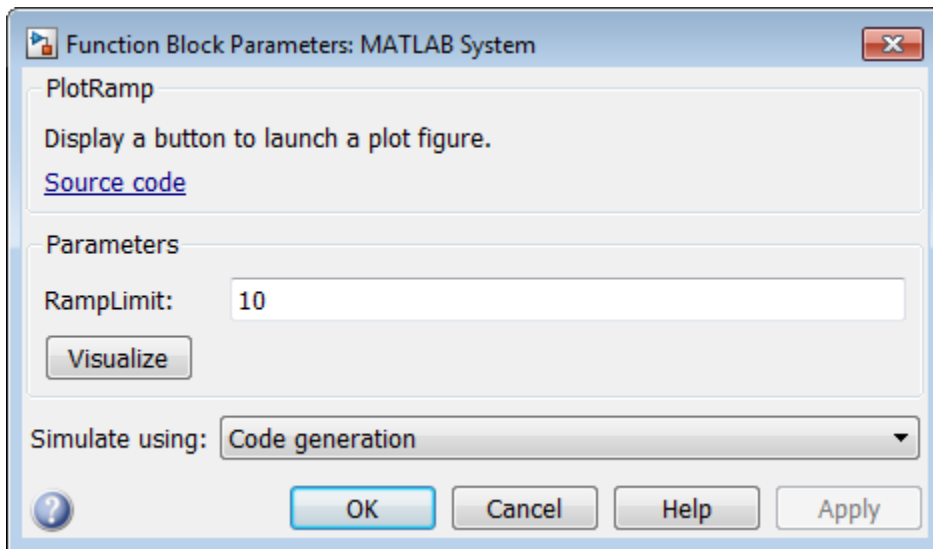 Function Block Parameters: MATLAB System
PlotRamp
Display a button to launch a plot figure.
Source code
Parameters
RampLimit: 10
Visualize
Simulate using: Code generation
? OK Cancel Help Apply